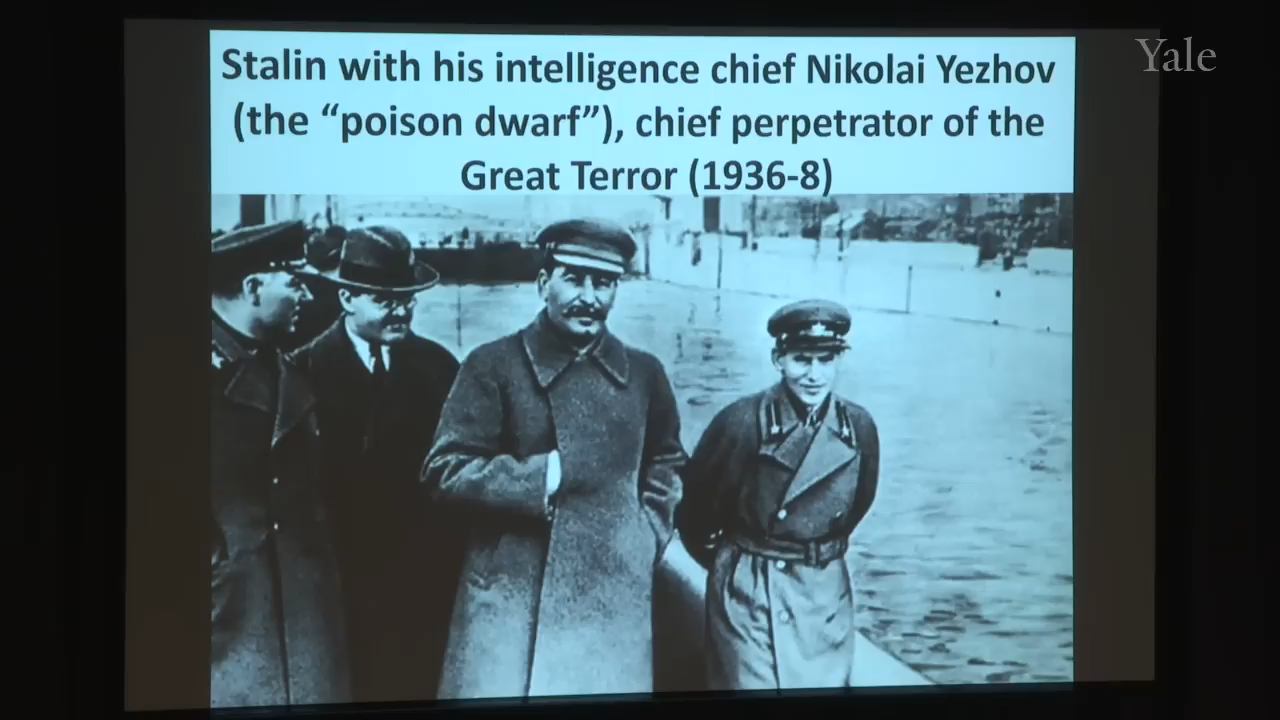 Stalin with his intelligence chief Nikolai Yezhov
(the “poison dwarf”), chief perpetrator of the
Great Terror (1936-8)
Yale